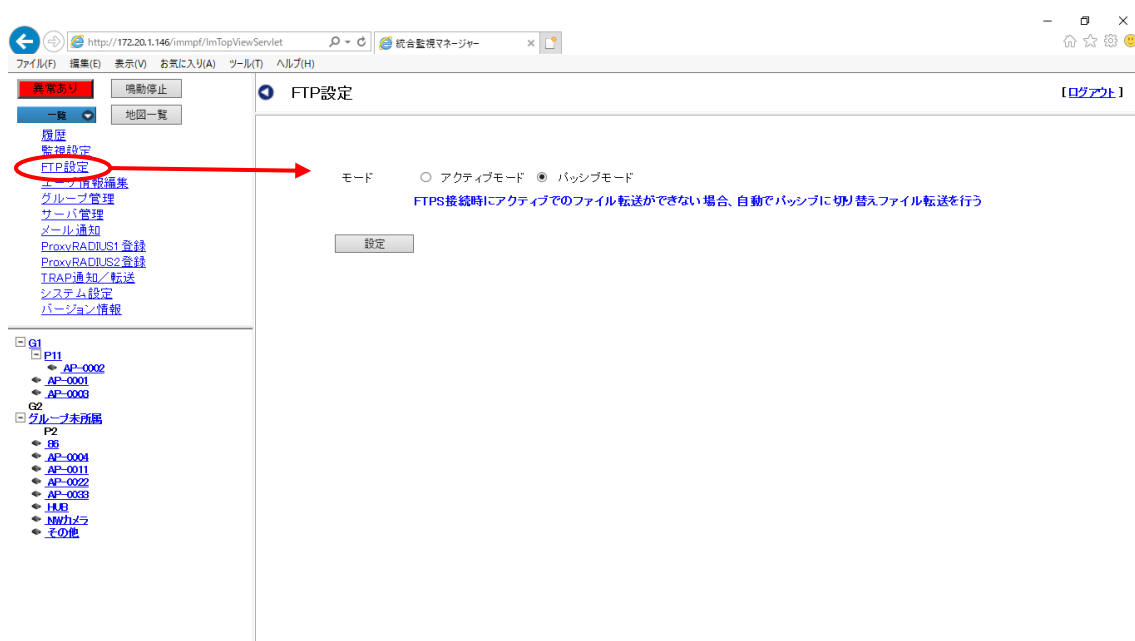 http://172.20.1.146/immpf/ImTopViewServlet
統合監視マネージャー
ファイル(F) 編集(E) 表示(V) お気に入り(A) ツール(T) ヘルプ(H)
異常あり 鳴動停止
一覧 地図一覧
履歴
監視設定
FTP設定
ユーザ情報編集
グループ管理
サーバ管理
メール通知
ProxyRADIUS1登録
ProxyRADIUS2登録
TRAP通知／転送
システム設定
バージョン情報
G1
P11
AP-0002
AP-0001
AP-0003
G2
グループ未所属
P2
86
AP-0004
AP-0011
AP-0022
AP-0033
HUB
NWカメラ
その他
FTP設定
[ログアウト]
モード アクティブモード パッシブモード
FTPS接続時にアクティブでのファイル転送ができない場合、自動でパッシブに切り替えファイル転送を行う
設定